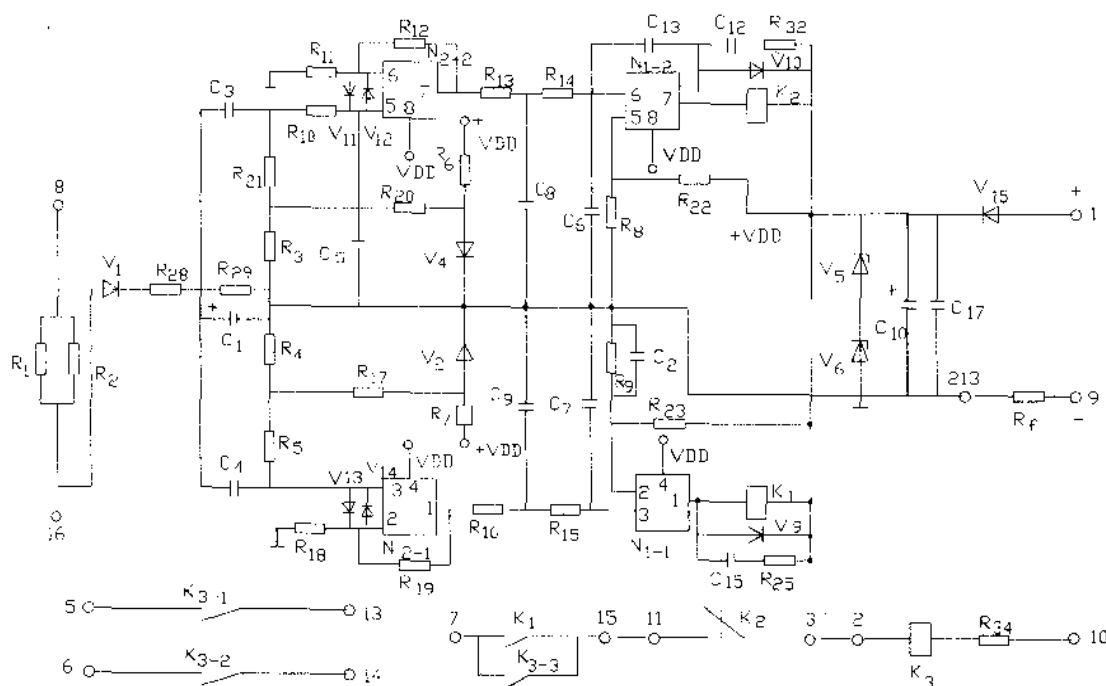 R12
C13
C12
R32
R11
N2-2
N1-2
V10
C3
6
7
R13
R14
6
7
K2
5
8
5
8
R10
V11
V12
VDD
+
VDD
R6
VDD
R21
R20
C8
C6
R8
R22
V15
+
1
8
+VDD
R3
C5
V4
V1
R28
R29
V5
+
C10
C17
+
C1
R4
V2
C2
V6
R1
R2
R17
C9
C7
R9
R23
213
Rf
9
-
R7
R5
VDD
+VDD
VDD
C4
V13
V14
3
4
1
2
4
1
K1
2
3
16
R18
N2-1
R16
R15
N1-1
V9
R19
C15
R25
5
K3-1
13
7
K1
15
11
K2
3
2
R34
10
6
K3-2
14
K3-3
K3